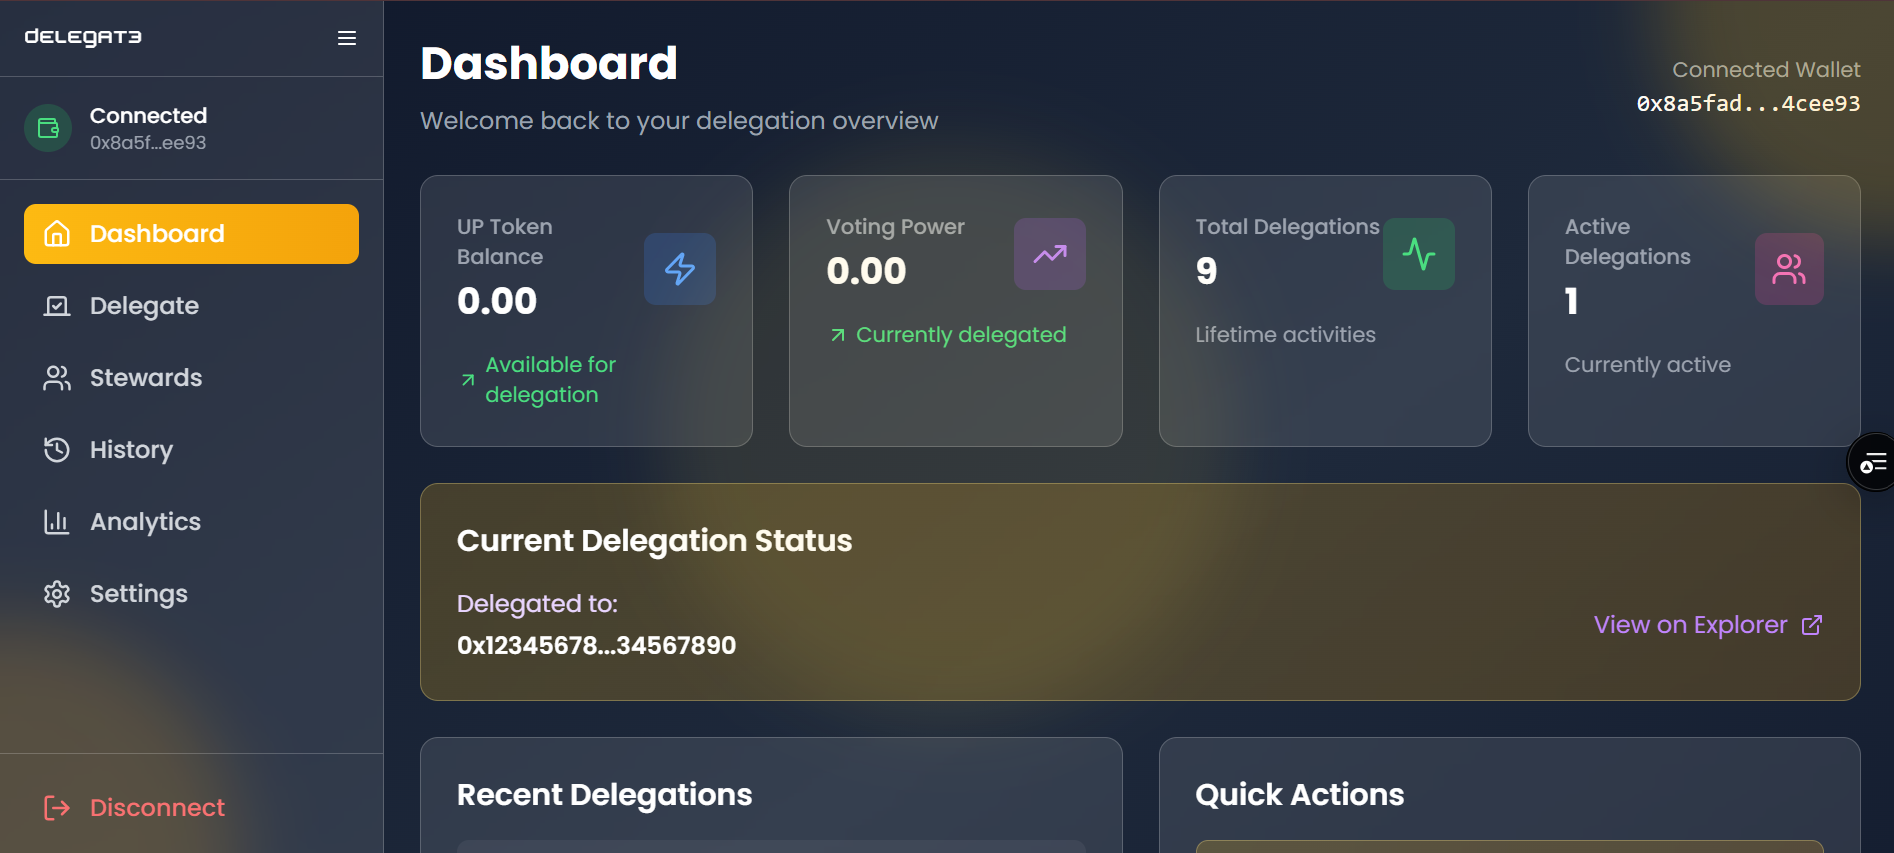 DELEGAT3
Connected
0x8a5f...ee93
Dashboard
Delegate
Stewards
History
Analytics
Settings
Disconnect
Dashboard
Welcome back to your delegation overview
Connected Wallet
0x8a5fad...4cee93
UP Token
Balance
0.00
Available for
delegation
Voting Power
0.00
Currently delegated
Total Delegations
9
Lifetime activities
Active
Delegations
1
Currently active
Current Delegation Status
Delegated to:
0x12345678...34567890
View on Explorer
Recent Delegations
Quick Actions